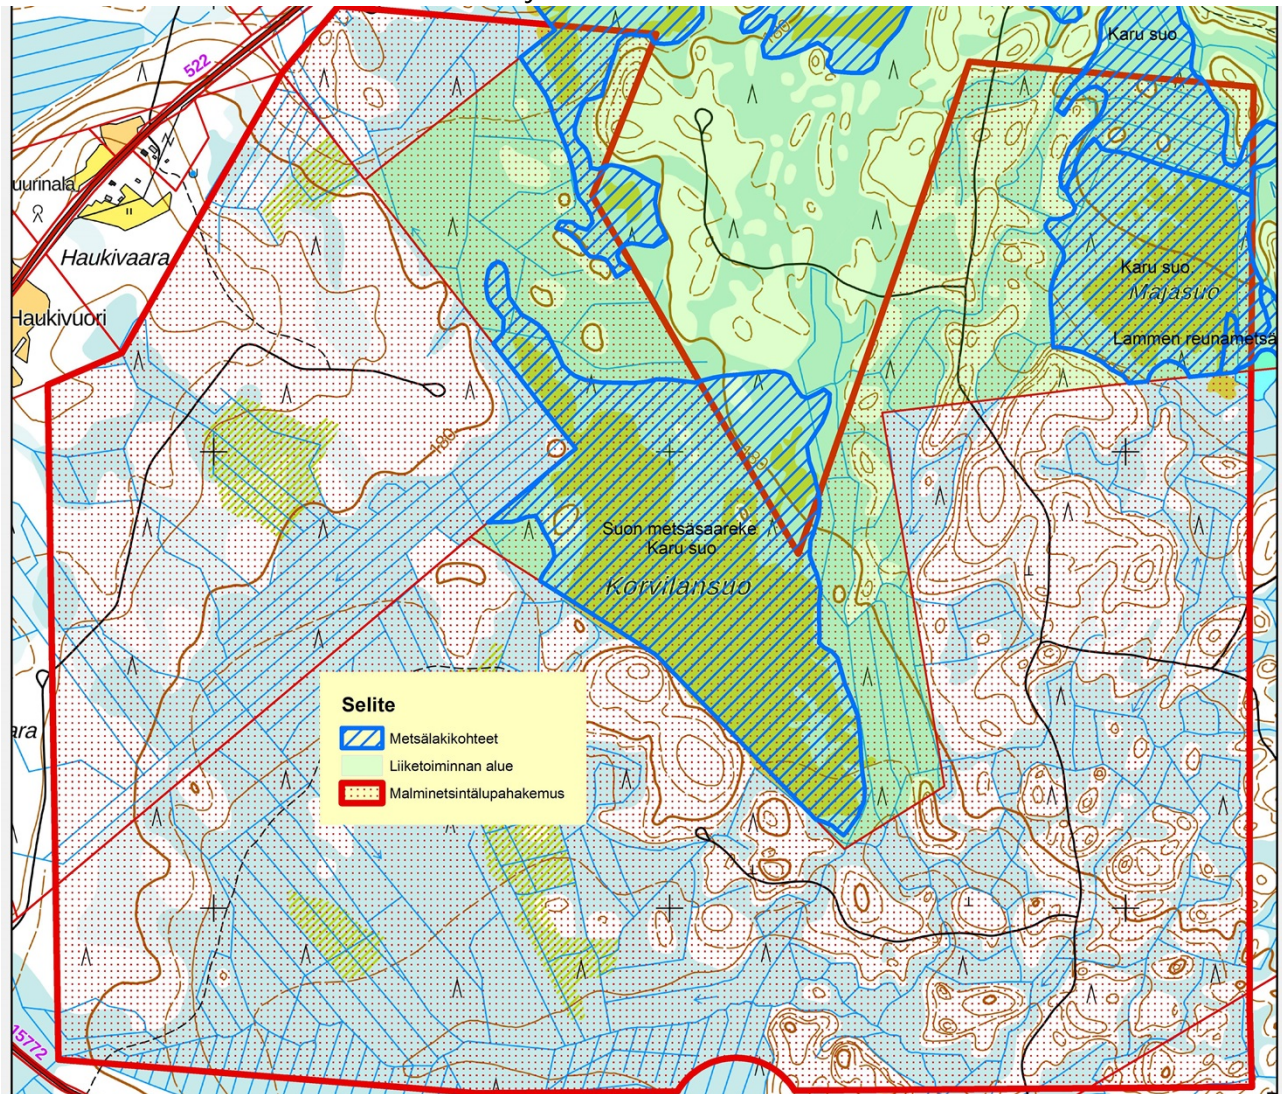 Karu suo
522
180
uurinala
Haukivaara
Karu suo
Majasuo
Haukivuori
Lammen reunametsä
180
180
Suon metsäsaareke
Karu suo
Korvilansuo
Selite
Metsälakikohteet
ara
Liiketoiminnan alue
Malminetsintälupahakemus
15772